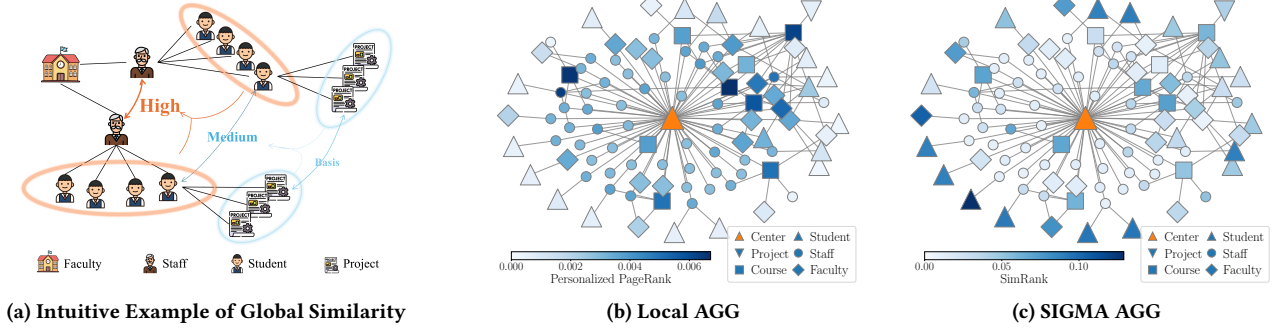 PROJECT
PROJECT
PROJECT
High
Medium
Basis
PROJECT
PROJECT
PROJECT
Faculty
Staff
Student
Project
(a) Intuitive Example of Global Similarity
Center
Student
Project
Staff
Course
Faculty
0.000
0.002
0.004
0.006
Personalized PageRank
(b) Local AGG
Center
Student
Project
Staff
Course
Faculty
0.00
0.05
0.10
SimRank
(c) SIGMA AGG